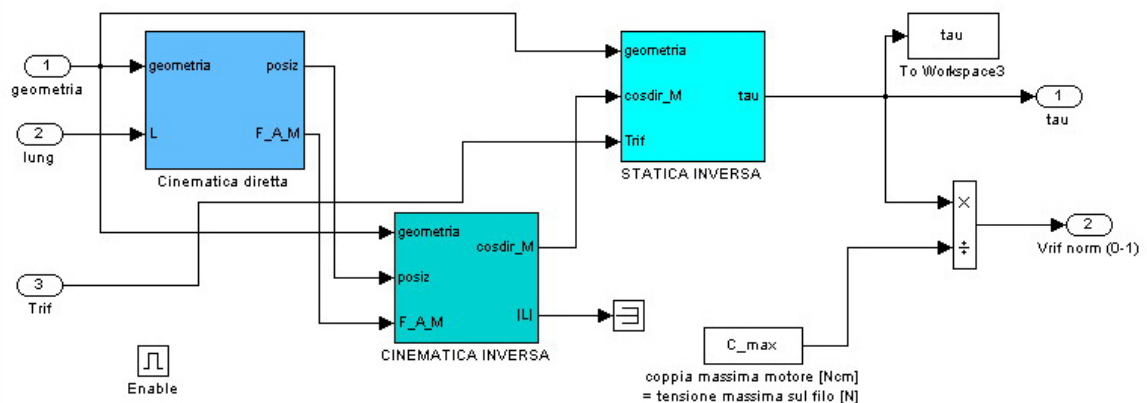 1
geometria
2
lung
3
Trif
Enable
geometria
posiz
L
F_A_M
Cinematica diretta
geometria
cosdir_M
posiz
F_A_M
|L|
CINEMATICA INVERSA
geometria
cosdir_M
tau
Trif
STATICA INVERSA
tau
To Workspace3
1
tau
×
÷
2
Vrif norm (0-1)
C_max
coppia massima motore [Ncm]
= tensione massima sul filo [N]